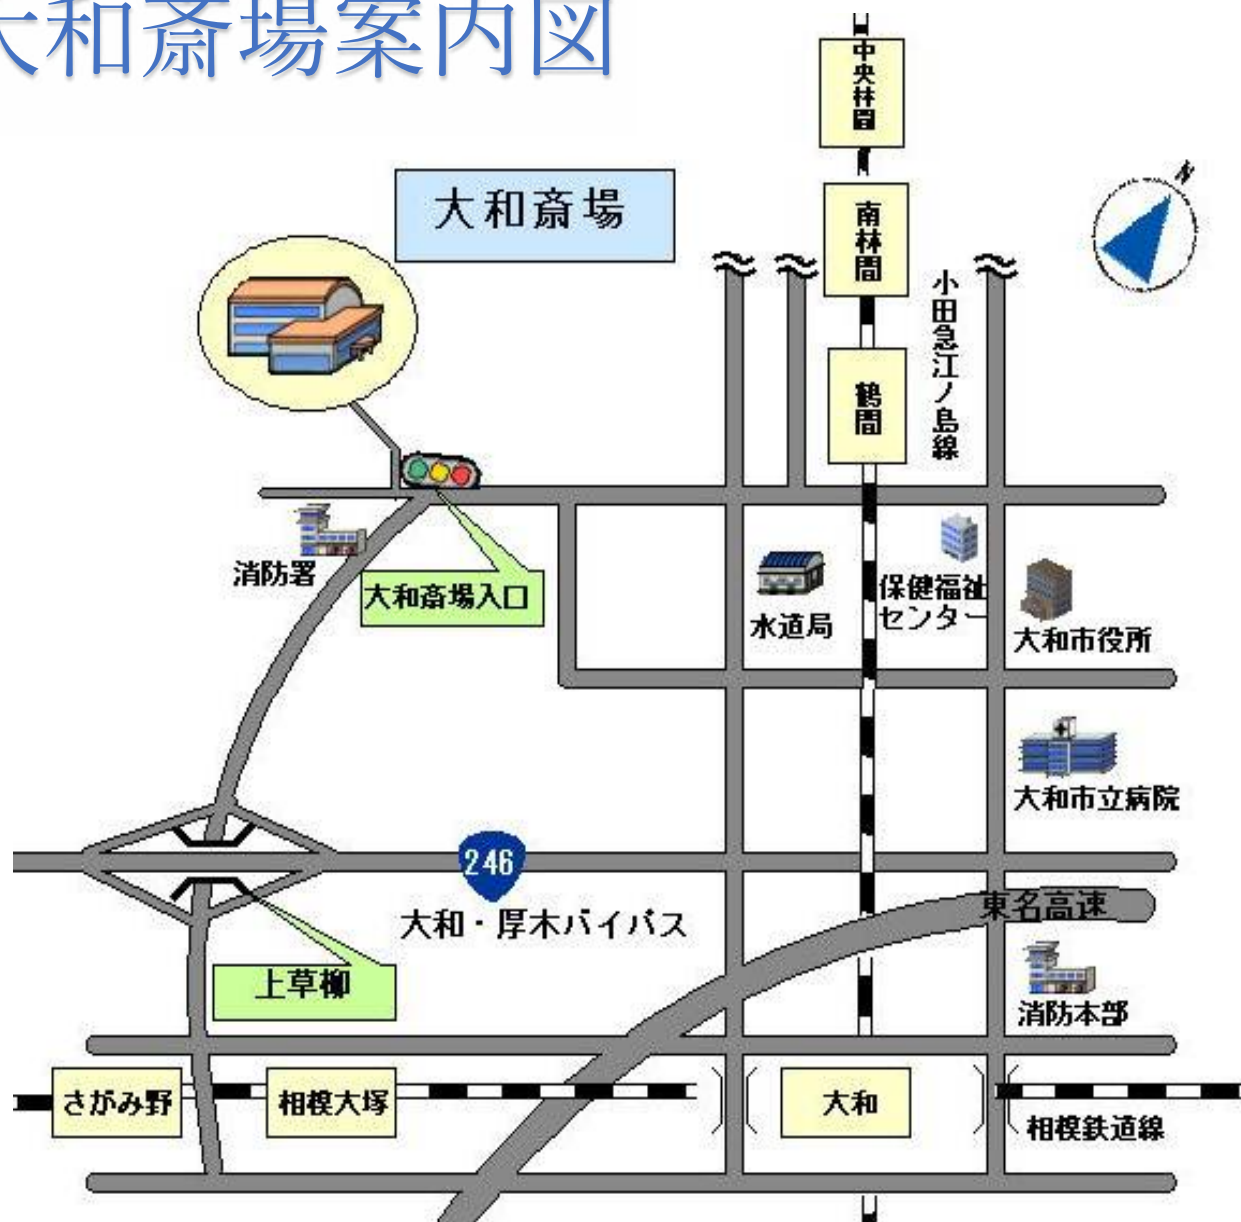 大和斎場案内図
中央林間
大和斎場
N
南林間
小田急江ノ島線
鶴間
消防署
大和斎場入口
水道局
保健福祉
センター
大和市役所
大和市立病院
246
大和・厚木バイパス
東名高速
上草柳
消防本部
さがみ野
相模大塚
大和
相模鉄道線